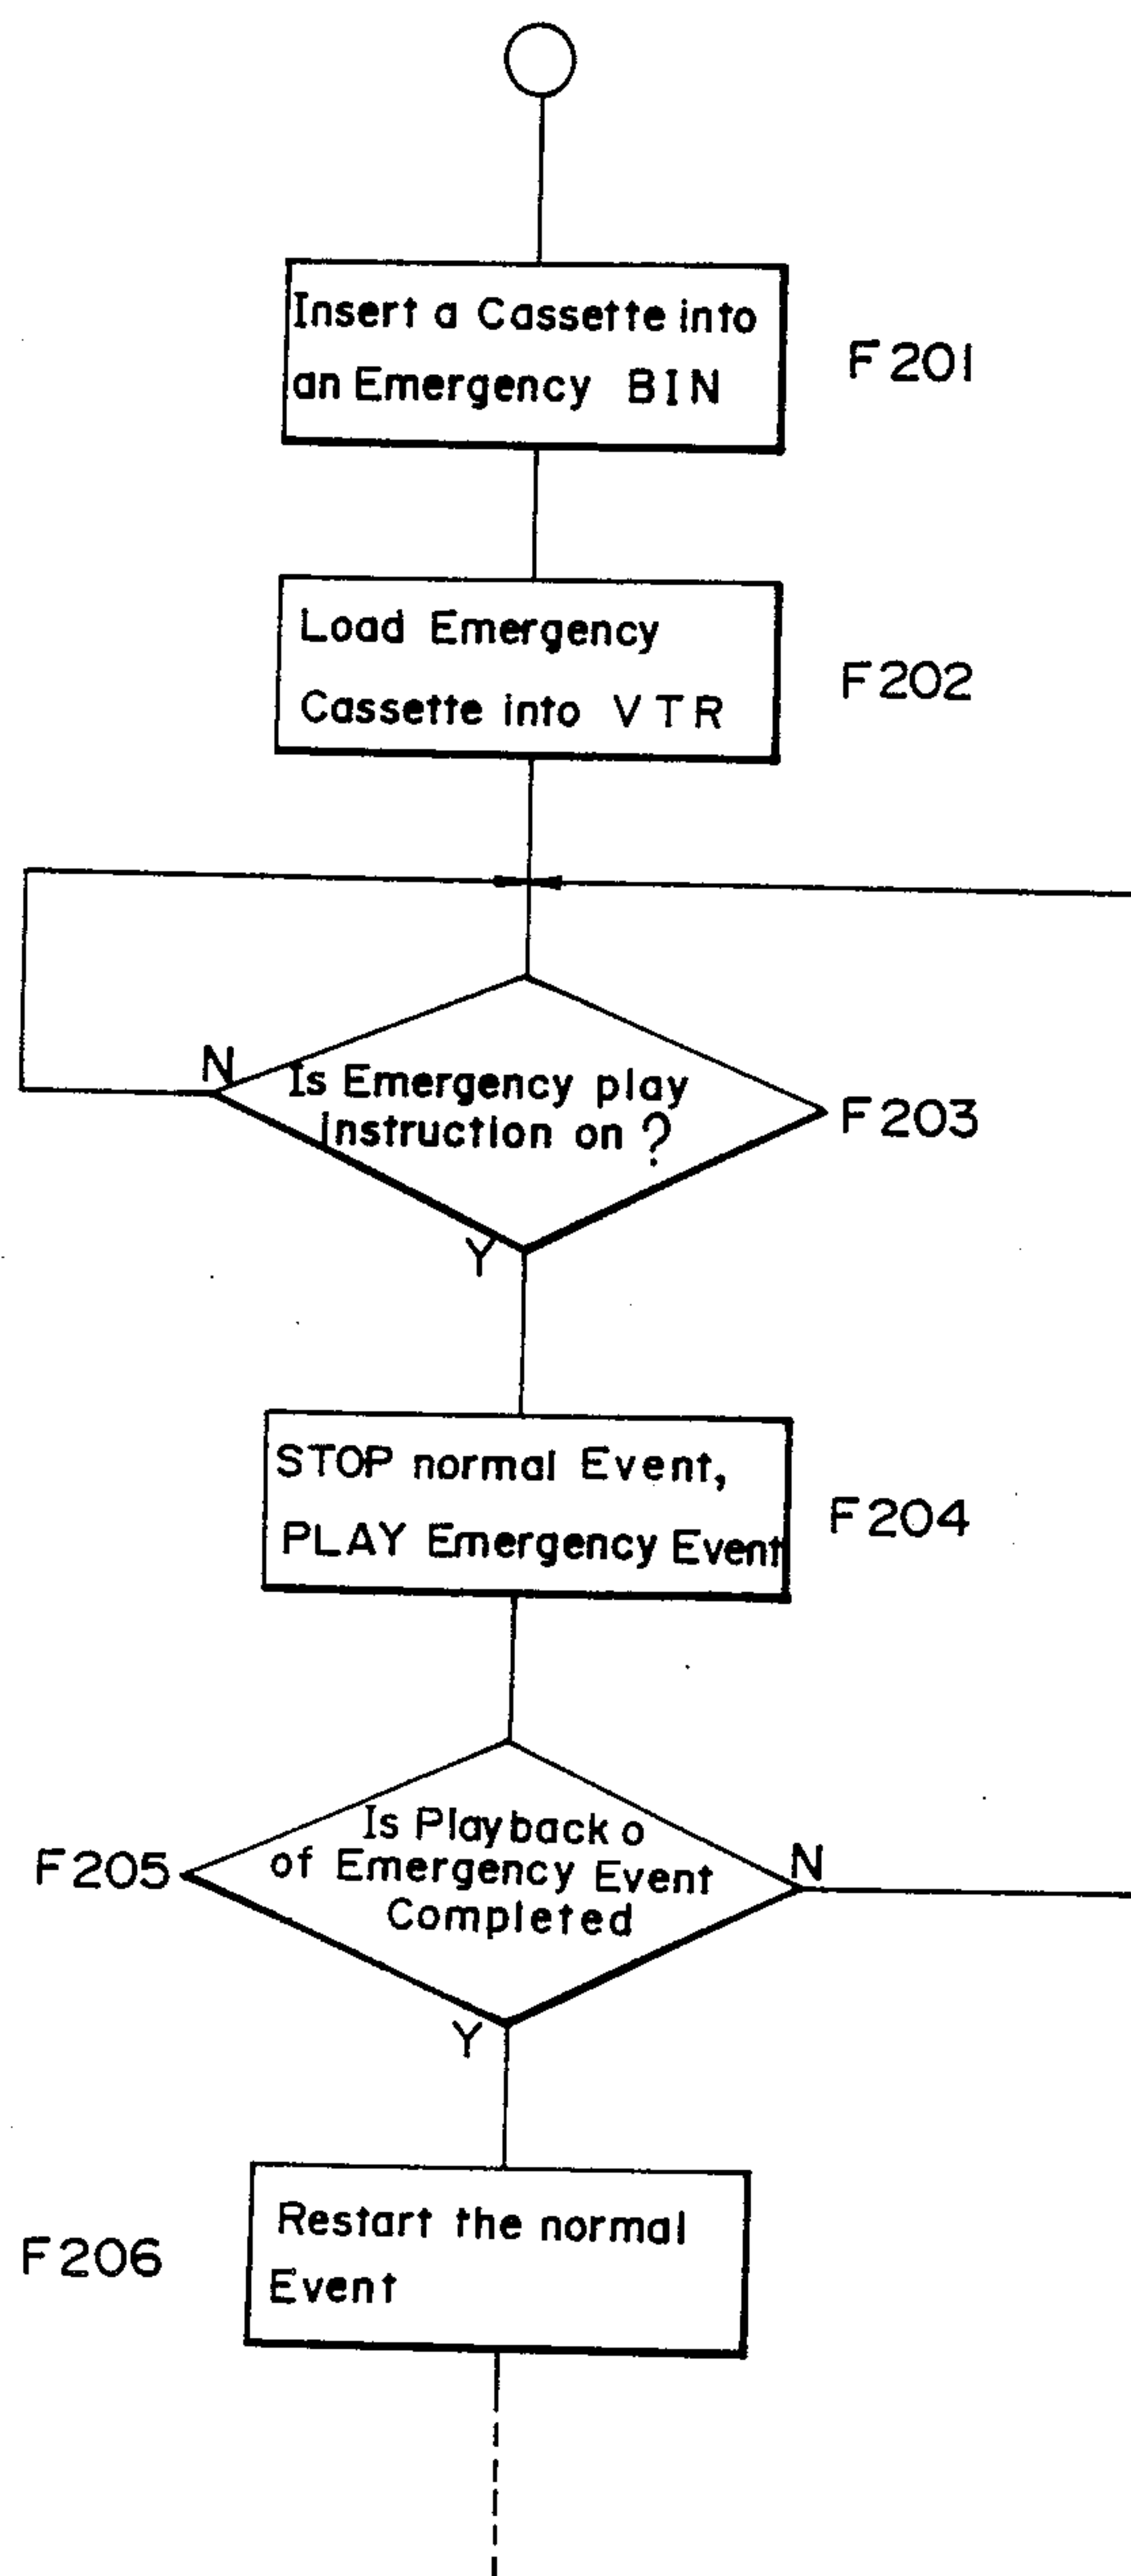 Insert a Cassette into
an Emergency BIN
F201
Load Emergency
Cassette into VTR
F202
N
Is Emergency play
instruction on ?
F203
Y
STOP normal Event,
PLAY Emergency Event
F204
Is Playback o
of Emergency Event
Completed
F205
N
Y
Restart the normal
Event
F206